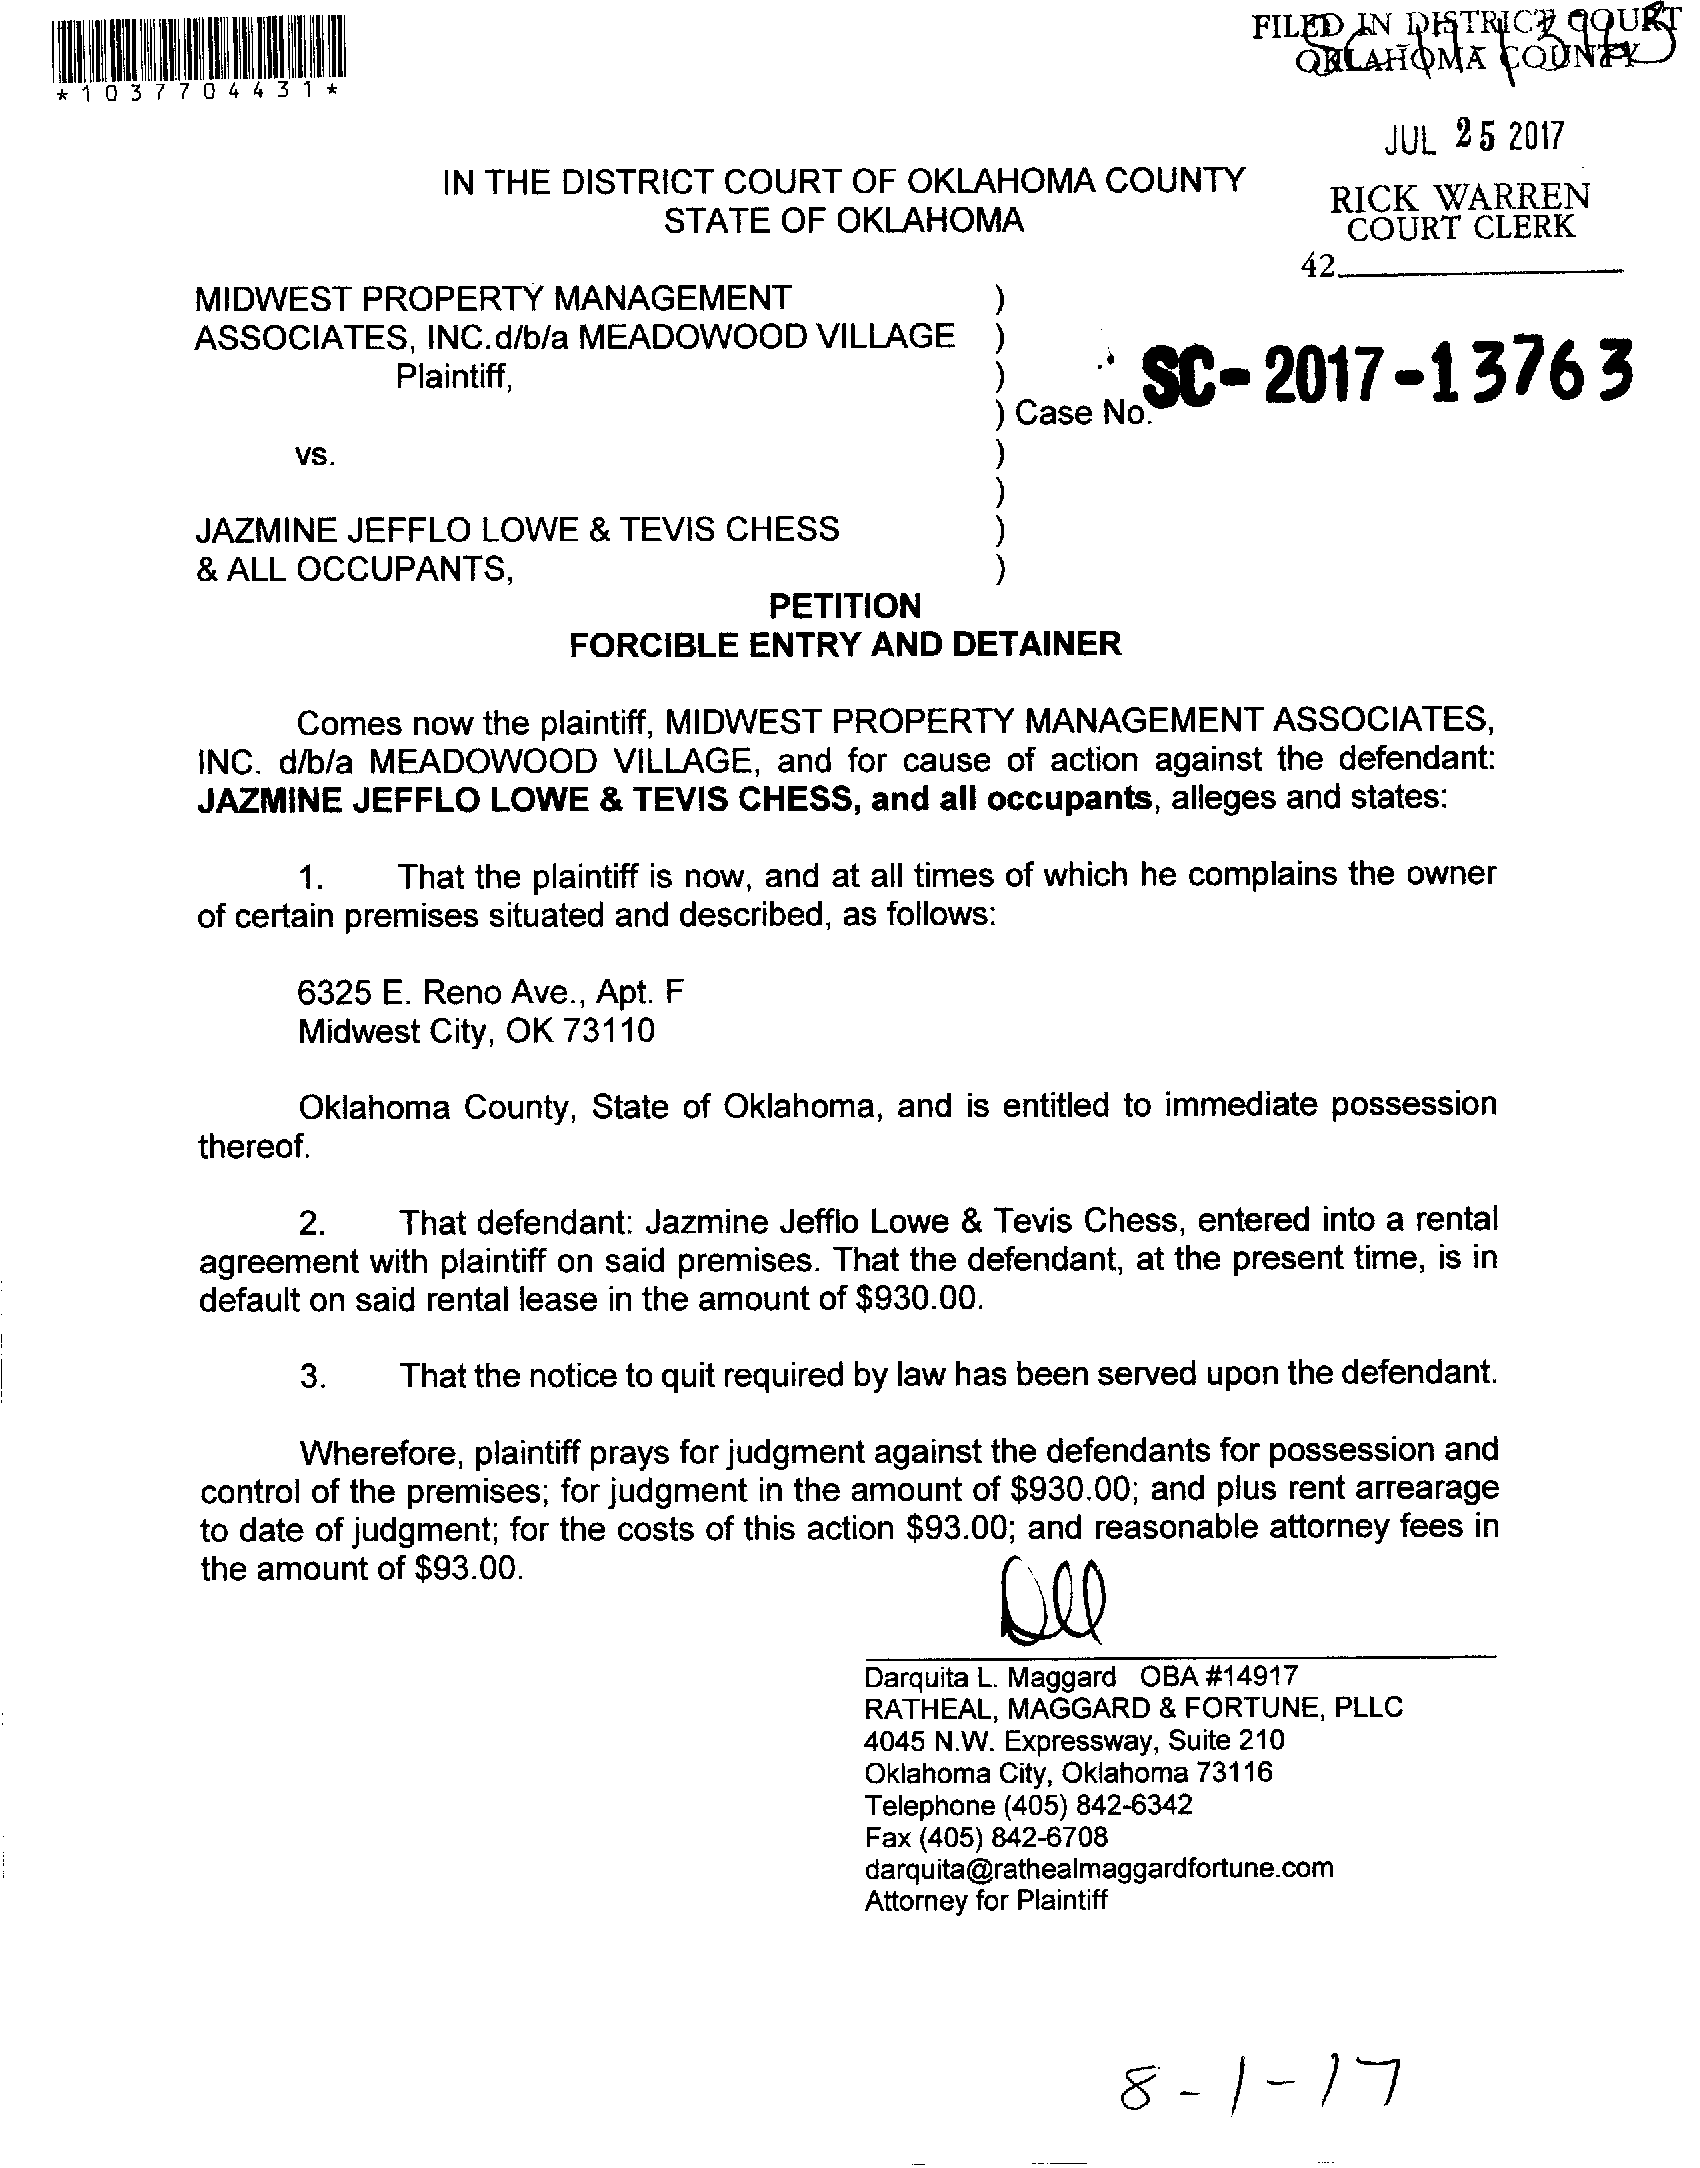 *1037704431*
FILED IN DISTRICT COURT
OKLAHOMA COUNTY
JUL 25 2017
RICK WARREN
COURT CLERK
42
IN THE DISTRICT COURT OF OKLAHOMA COUNTY
STATE OF OKLAHOMA
MIDWEST PROPERTY MANAGEMENT )
ASSOCIATES, INC.d/b/a MEADOWOOD VILLAGE )
Plaintiff, )
) Case No. SC-2017-13763
vs. )
)
JAZMINE JEFFLO LOWE & TEVIS CHESS )
& ALL OCCUPANTS, )
PETITION
FORCIBLE ENTRY AND DETAINER
Comes now the plaintiff, MIDWEST PROPERTY MANAGEMENT ASSOCIATES,
INC. d/b/a MEADOWOOD VILLAGE, and for cause of action against the defendant:
JAZMINE JEFFLO LOWE & TEVIS CHESS, and all occupants, alleges and states:
1. That the plaintiff is now, and at all times of which he complains the owner
of certain premises situated and described, as follows:
6325 E. Reno Ave., Apt. F
Midwest City, OK 73110
Oklahoma County, State of Oklahoma, and is entitled to immediate possession
thereof.
2. That defendant: Jazmine Jefflo Lowe & Tevis Chess, entered into a rental
agreement with plaintiff on said premises. That the defendant, at the present time, is in
default on said rental lease in the amount of $930.00.
3. That the notice to quit required by law has been served upon the defendant.
Wherefore, plaintiff prays for judgment against the defendants for possession and
control of the premises; for judgment in the amount of $930.00; and plus rent arrearage
to date of judgment; for the costs of this action $93.00; and reasonable attorney fees in
the amount of $93.00.
Darquita L. Maggard OBA #14917
RATHEAL, MAGGARD & FORTUNE, PLLC
4045 N.W. Expressway, Suite 210
Oklahoma City, Oklahoma 73116
Telephone (405) 842-6342
Fax (405) 842-6708
darquita@rathealmaggardfortune.com
Attorney for Plaintiff
8-1-17